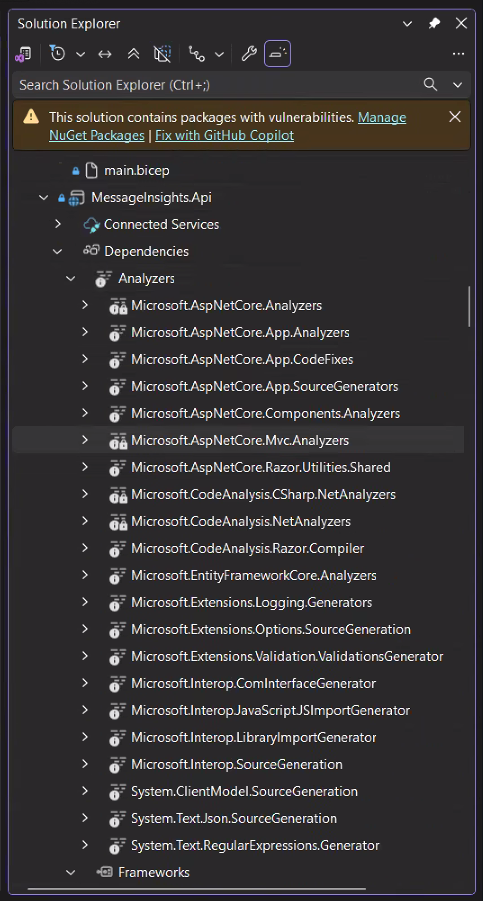 Solution Explorer
Search Solution Explorer (Ctrl+;)
This solution contains packages with vulnerabilities. Manage
NuGet Packages | Fix with GitHub Copilot
main.bicep
MessageInsights.Api
Connected Services
Dependencies
Analyzers
Microsoft.AspNetCore.Analyzers
Microsoft.AspNetCore.App.Analyzers
Microsoft.AspNetCore.App.CodeFixes
Microsoft.AspNetCore.App.SourceGenerators
Microsoft.AspNetCore.Components.Analyzers
Microsoft.AspNetCore.Mvc.Analyzers
Microsoft.AspNetCore.Razor.Utilities.Shared
Microsoft.CodeAnalysis.CSharp.NetAnalyzers
Microsoft.CodeAnalysis.NetAnalyzers
Microsoft.CodeAnalysis.Razor.Compiler
Microsoft.EntityFrameworkCore.Analyzers
Microsoft.Extensions.Logging.Generators
Microsoft.Extensions.Options.SourceGeneration
Microsoft.Extensions.Validation.ValidationsGenerator
Microsoft.Interop.ComInterfaceGenerator
Microsoft.Interop.JavaScript.JSImportGenerator
Microsoft.Interop.LibraryImportGenerator
Microsoft.Interop.SourceGeneration
System.ClientModel.SourceGeneration
System.Text.Json.SourceGeneration
System.Text.RegularExpressions.Generator
Frameworks